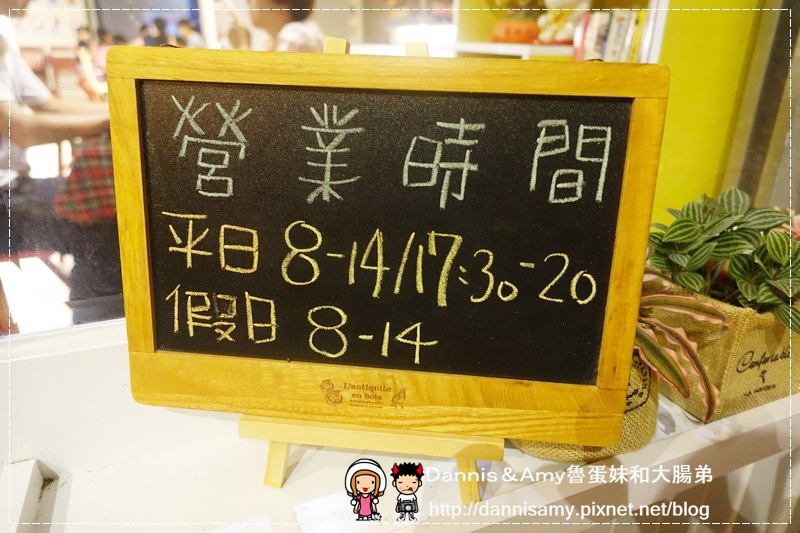 營業時間
平日 8-14/17:30-20
假日 8-14
L'antiquite
en bois
Dannis & Amy魯蛋妹和大腸弟
http://dannisamy.pixnet.net/blog